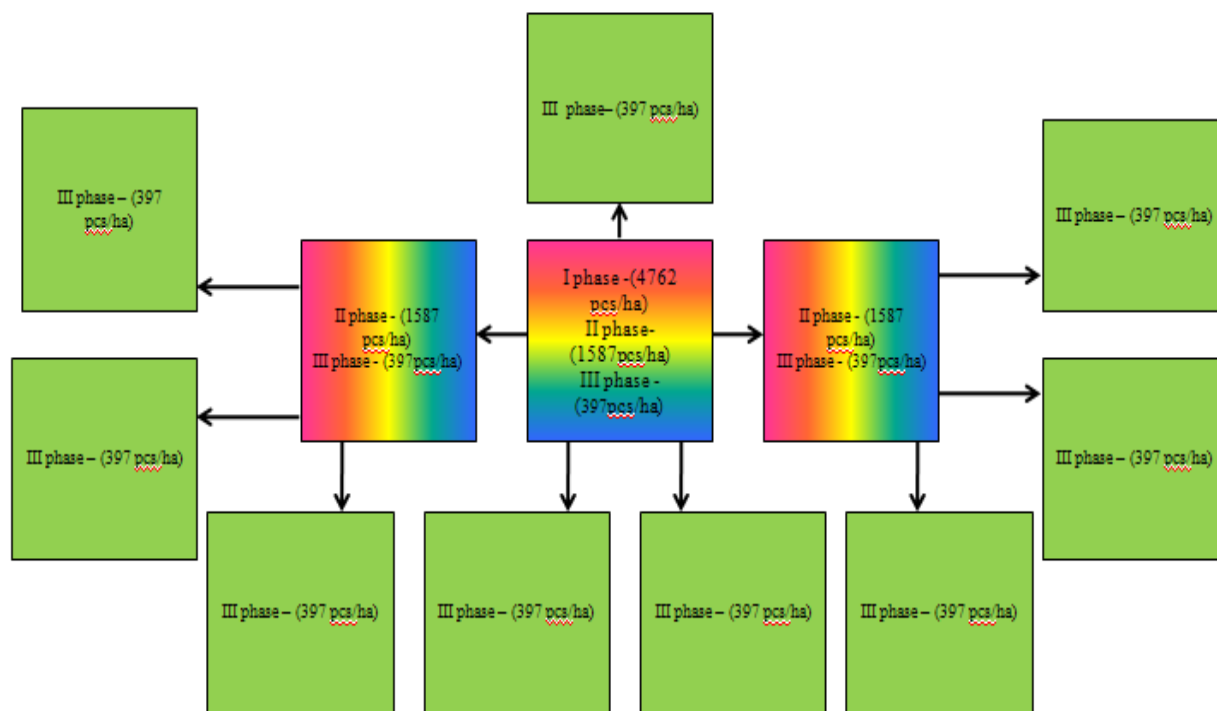 III phase– (397 pcs/ha)
III phase – (397
pcs/ha)
III phase – (397 pcs/ha)
II phase - (1587
pcs/ha)
III phase - (397pcs/ha)
I phase -(4762
pcs/ha)
II phase-
(1587pcs/ha)
III phase -
(397pcs/ha)
II phase - (1587
pcs/ha)
III phase - (397pcs/ha)
III phase – (397 pcs/ha)
III phase – (397 pcs/ha)
III phase – (397 pcs/ha)
III phase – (397 pcs/ha)
III phase – (397 pcs/ha)
III phase – (397 pcs/ha)
III phase – (397 pcs/ha)